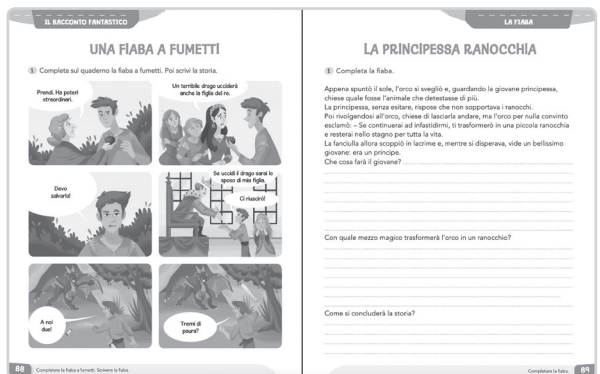 IL RACCONTO FANTASTICO
UNA FIABA A FUMETTI
1 Completa sul quaderno la fiaba a fumetti. Poi scrivi la storia.
Prendi. Ha poteri
straordinari.
Un terribile drago ucciderà
anche la figlia del re.
Devo
salvarla!
Se uccidi il drago sarai lo
sposo di mia figlia.
Ci riuscirò!
A noi
due!
Tremi di
paura?
88 Completare la fiaba a fumetti. Scrivere la fiaba.
LA FIABA
LA PRINCIPESSA RANOCCHIA
1 Completa la fiaba.
Appena spuntò il sole, l'orco si svegliò e, guardando la giovane principessa,
chiese quale fosse l'animale che detestasse di più.
La principessa, senza esitare, rispose che non sopportava i ranocchi.
Poi rivolgendosi all'orco, chiese di lasciarla andare, ma l'orco per nulla convinto
esclamò: – Se continuerai ad infastidirmi, ti trasformerò in una piccola ranocchia
e resterai nello stagno per tutta la vita.
La fanciulla allora scoppiò in lacrime e, mentre si disperava, vide un bellissimo
giovane: era un principe.
Che cosa farà il giovane?
Con quale mezzo magico trasformerà l'orco in un ranocchio?
Come si concluderà la storia?
Completare la fiaba. 89